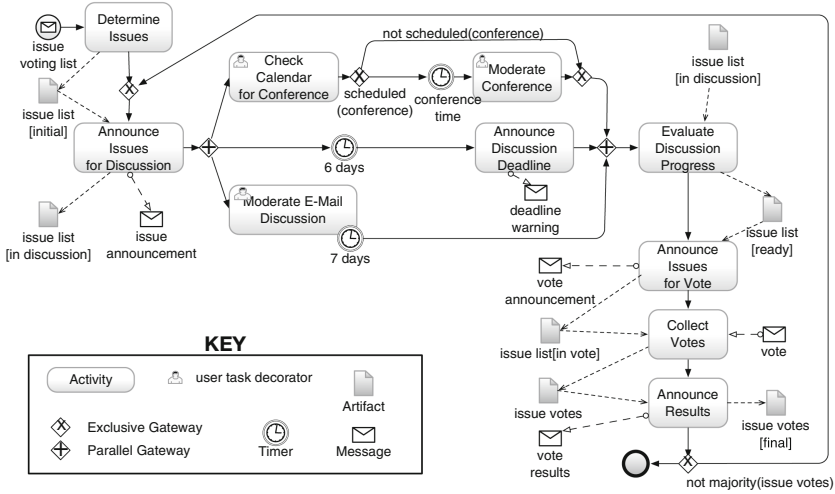 Determine
Issues
issue
voting list
issue list
[initial]
Announce
Issues
for Discussion
issue list
[in discussion]
issue
announcement
Check
Calendar
for Conference
not scheduled(conference)
scheduled
(conference)
conference
time
Moderate
Conference
6 days
Announce
Discussion
Deadline
deadline
warning
Moderate E-Mail
Discussion
7 days
issue list
[in discussion]
Evaluate
Discussion
Progress
issue list
[ready]
Announce
Issues
for Vote
vote
announcement
issue list[in vote]
Collect
Votes
vote
issue votes
Announce
Results
issue votes
[final]
vote
results
not majority(issue votes)
KEY
Activity
user task decorator
Artifact
Exclusive Gateway
Parallel Gateway
Timer
Message